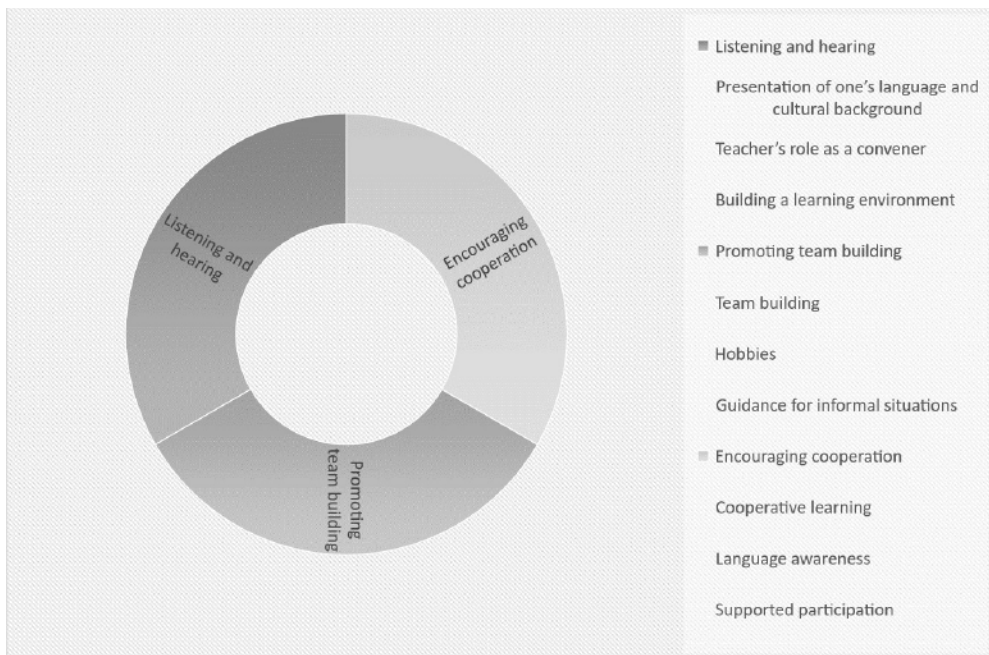 Listening and
hearing
Encouraging
cooperation
Promoting
team building
Listening and hearing
Presentation of one’s language and
cultural background
Teacher’s role as a convener
Building a learning environment
Promoting team building
Team building
Hobbies
Guidance for informal situations
Encouraging cooperation
Cooperative learning
Language awareness
Supported participation